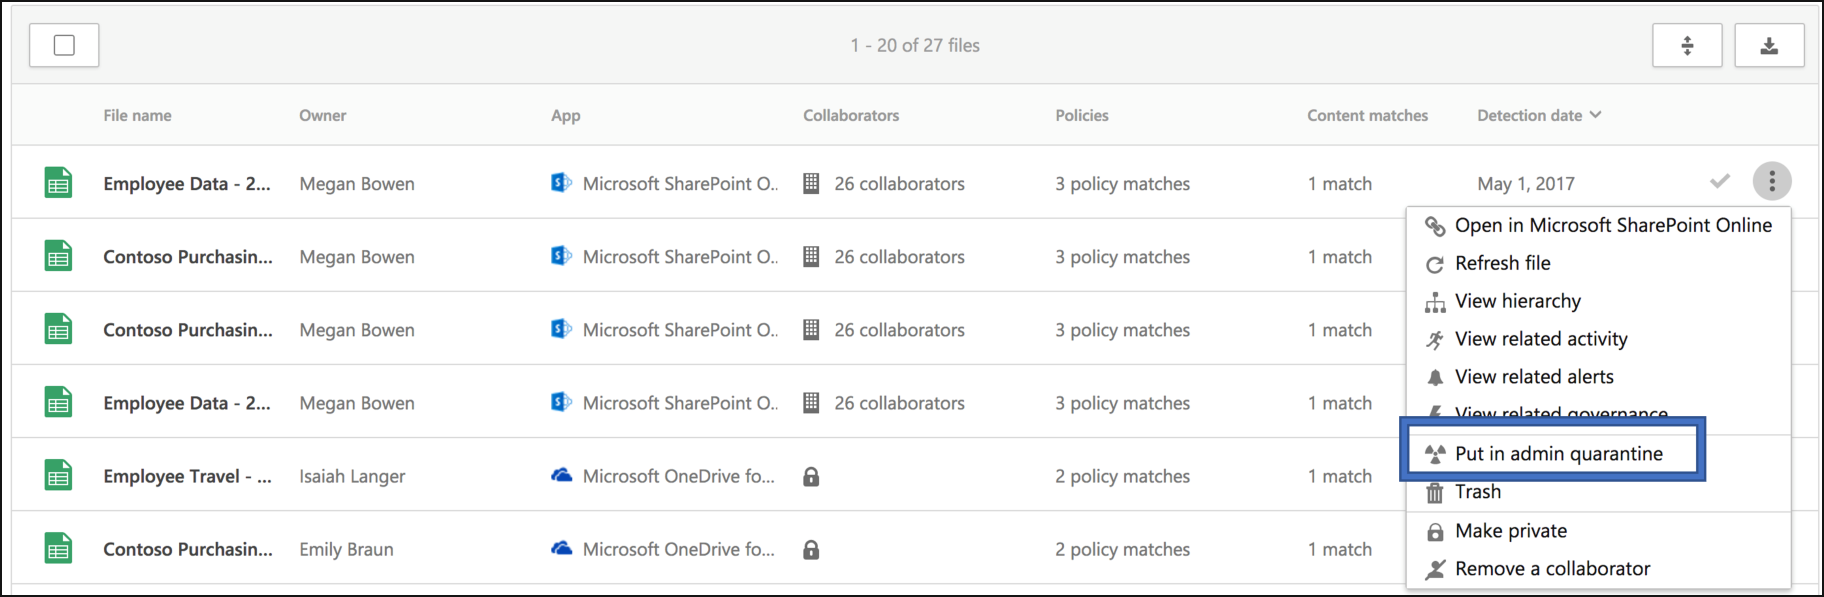 1 - 20 of 27 files
File name Owner App Collaborators Policies Content matches Detection date
Employee Data - 2... Megan Bowen Microsoft SharePoint O.. 26 collaborators 3 policy matches 1 match May 1, 2017
Open in Microsoft SharePoint Online
Contoso Purchasin... Megan Bowen Microsoft SharePoint O.. 26 collaborators 3 policy matches 1 match
Refresh file
View hierarchy
Contoso Purchasin... Megan Bowen Microsoft SharePoint O.. 26 collaborators 3 policy matches 1 match
View related activity
View related alerts
Employee Data - 2... Megan Bowen Microsoft SharePoint O.. 26 collaborators 3 policy matches 1 match
View related governance
Put in admin quarantine
Employee Travel - ... Isaiah Langer Microsoft OneDrive fo... 2 policy matches 1 match
Trash
Make private
Contoso Purchasin... Emily Braun Microsoft OneDrive fo... 2 policy matches 1 match
Remove a collaborator